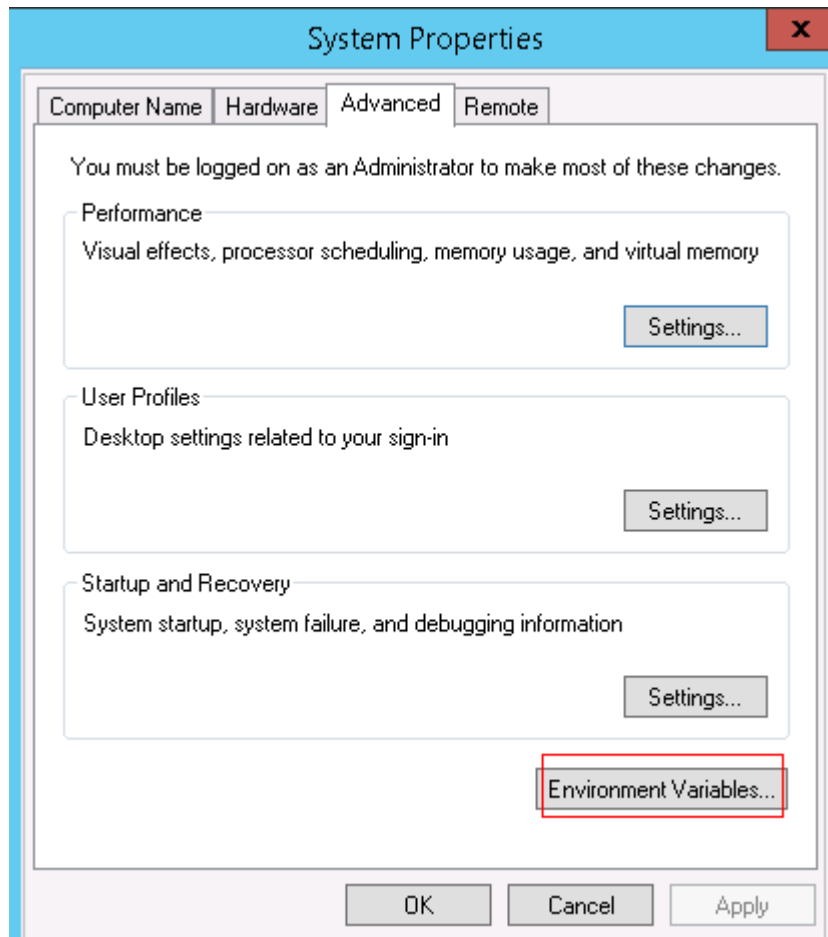 System Properties
x
Computer Name Hardware Advanced Remote
You must be logged on as an Administrator to make most of these changes.
Performance
Visual effects, processor scheduling, memory usage, and virtual memory
Settings...
User Profiles
Desktop settings related to your sign-in
Settings...
Startup and Recovery
System startup, system failure, and debugging information
Settings...
Environment Variables...
OK Cancel Apply